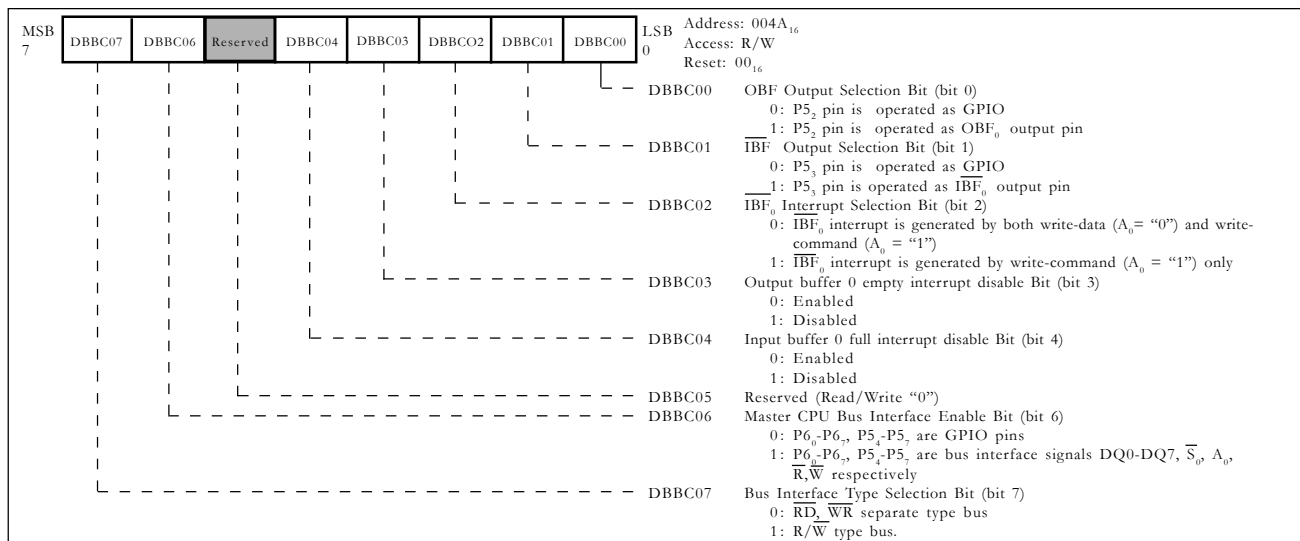 MSB
7
DBBC07
DBBC06
Reserved
DBBC04
DBBC03
DBBCO2
DBBC01
DBBC00
LSB
0
Address: 004A₁₆
Access: R/W
Reset: 00₁₆
DBBC00 OBF Output Selection Bit (bit 0)
0: P5₂ pin is operated as GPIO
1: P5₂ pin is operated as OBF₀ output pin
DBBC01 I̅B̅F̅ Output Selection Bit (bit 1)
0: P5₃ pin is operated as GPIO
1: P5₃ pin is operated as I̅B̅F̅₀ output pin
DBBC02 I̅B̅F̅₀ Interrupt Selection Bit (bit 2)
0: I̅B̅F̅₀ interrupt is generated by both write-data (A₀= “0”) and write-
command (A₀ = “1”)
1: I̅B̅F̅₀ interrupt is generated by write-command (A₀ = “1”) only
DBBC03 Output buffer 0 empty interrupt disable Bit (bit 3)
0: Enabled
1: Disabled
DBBC04 Input buffer 0 full interrupt disable Bit (bit 4)
0: Enabled
1: Disabled
DBBC05 Reserved (Read/Write “0”)
DBBC06 Master CPU Bus Interface Enable Bit (bit 6)
0: P6₀-P6₇, P5₄-P5₇ are GPIO pins
1: P6₀-P6₇, P5₄-P5₇ are bus interface signals DQ0-DQ7, S̅₀, A₀,
R̅,W̅ respectively
DBBC07 Bus Interface Type Selection Bit (bit 7)
0: R̅D̅, W̅R̅ separate type bus
1: R/W̅ type bus.